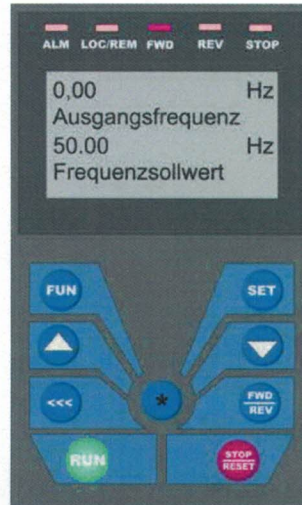 ALM LOC/REM FWD REV STOP
0,00 Hz
Ausgangsfrequenz
50.00 Hz
Frequenzsollwert
FUN SET
<<< * FWD
REV
RUN STOP
RESET